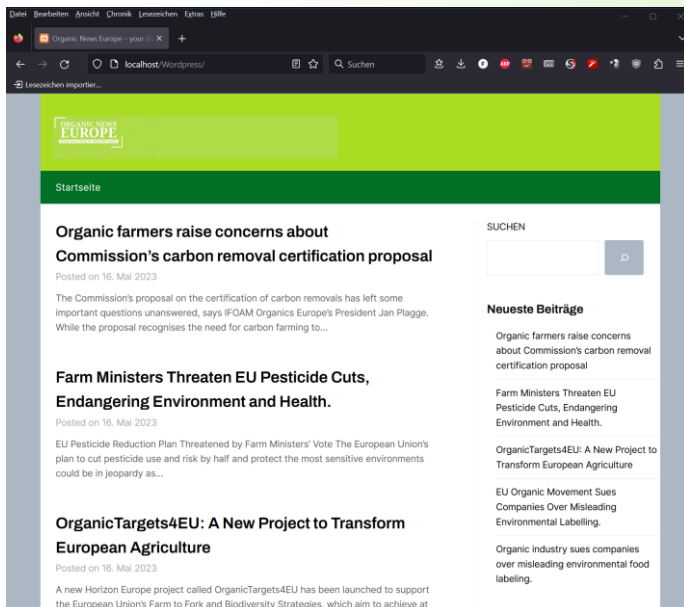 Datei Bearbeiten Ansicht Chronik Lesezeichen Extras Hilfe
Organic News Europe – your d
localhost/Wordpress/
Suchen
Lesezeichen importier...
ORGANIC NEWS
EUROPE
Startseite
Organic farmers raise concerns about
Commission's carbon removal certification proposal
Posted on 16. Mai 2023
The Commission's proposal on the certification of carbon removals has left some
important questions unanswered, says IFOAM Organics Europe's President Jan Plagge.
While the proposal recognises the need for carbon farming to...
Farm Ministers Threaten EU Pesticide Cuts,
Endangering Environment and Health.
Posted on 16. Mai 2023
EU Pesticide Reduction Plan Threatened by Farm Ministers' Vote The European Union's
plan to cut pesticide use and risk by half and protect the most sensitive environments
could be in jeopardy as...
OrganicTargets4EU: A New Project to Transform
European Agriculture
Posted on 16. Mai 2023
A new Horizon Europe project called OrganicTargets4EU has been launched to support
the European Union's Farm to Fork and Biodiversity Strategies, which aim to achieve at
SUCHEN
Neueste Beiträge
Organic farmers raise concerns
about Commission's carbon removal
certification proposal
Farm Ministers Threaten EU
Pesticide Cuts, Endangering
Environment and Health.
OrganicTargets4EU: A New Project to
Transform European Agriculture
EU Organic Movement Sues
Companies Over Misleading
Environmental Labelling.
Organic industry sues companies
over misleading environmental food
labeling.